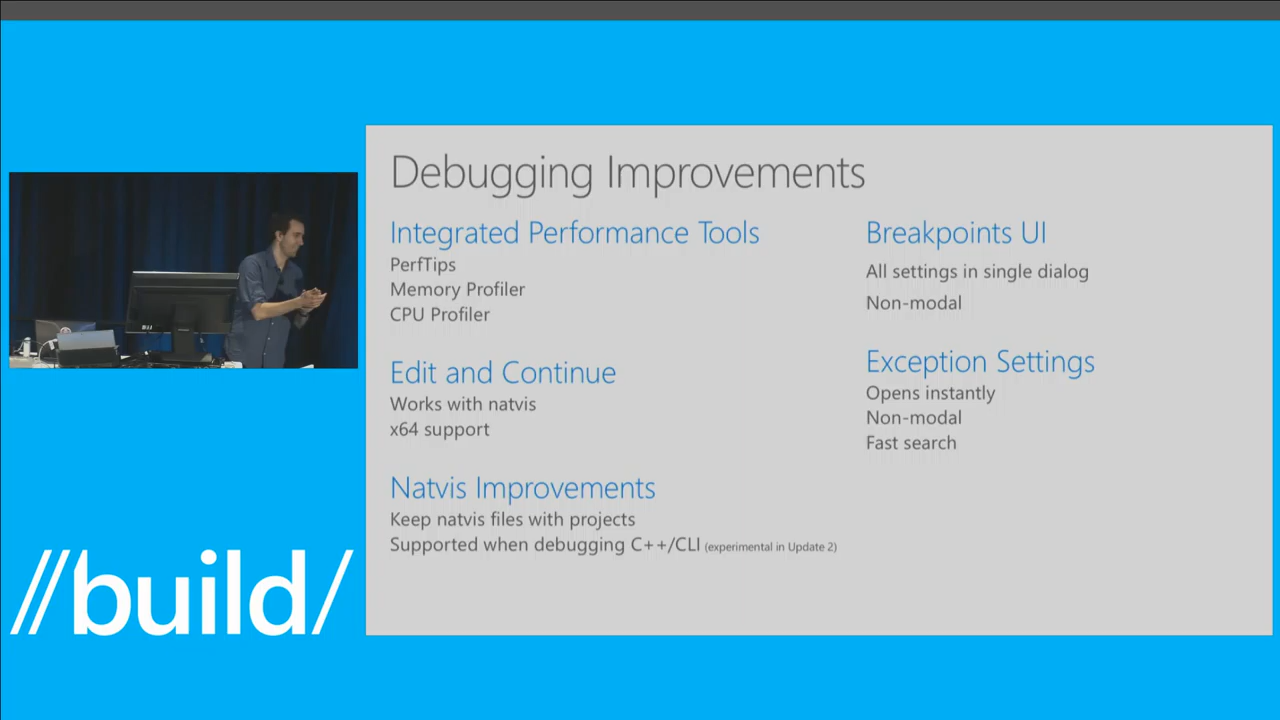 Debugging Improvements
Integrated Performance Tools
PerfTips
Memory Profiler
CPU Profiler
Edit and Continue
Works with natvis
x64 support
Natvis Improvements
Keep natvis files with projects
Supported when debugging C++/CLI (experimental in Update 2)
Breakpoints UI
All settings in single dialog
Non-modal
Exception Settings
Opens instantly
Non-modal
Fast search
//build/